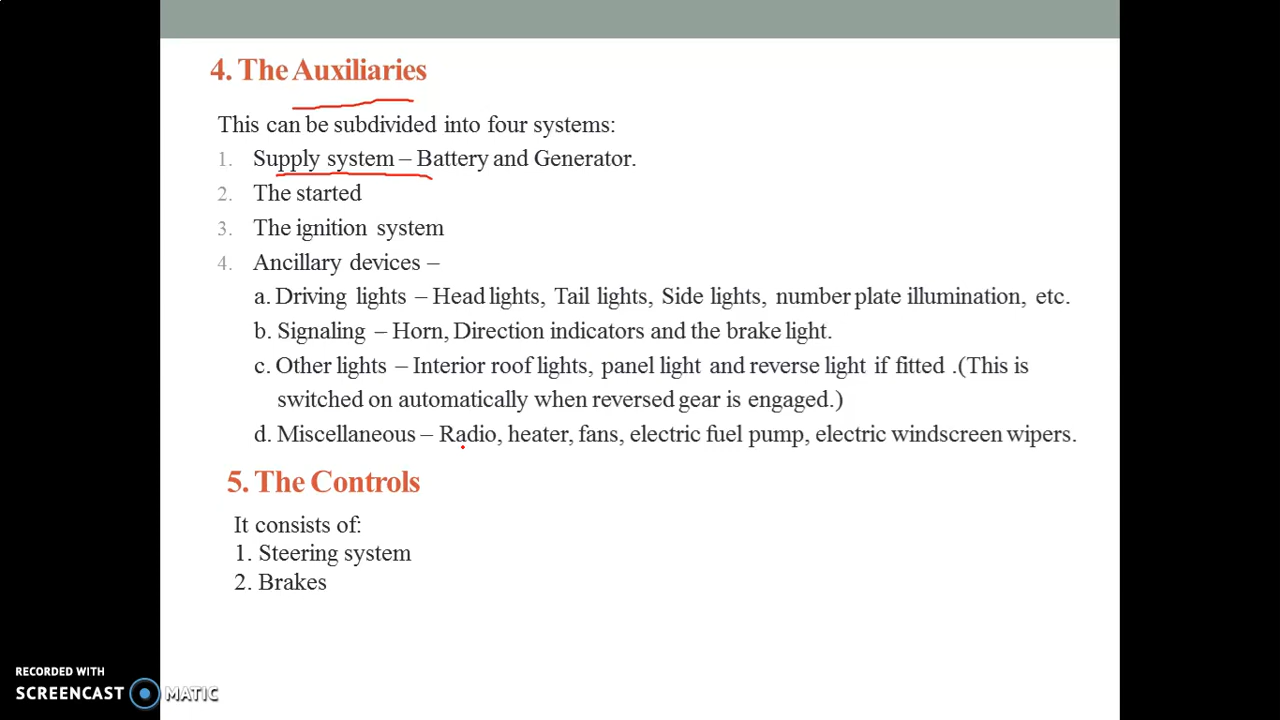 4. The Auxiliaries
This can be subdivided into four systems:
1. Supply system – Battery and Generator.
2. The started
3. The ignition system
4. Ancillary devices –
a. Driving lights – Head lights, Tail lights, Side lights, number plate illumination, etc.
b. Signaling – Horn, Direction indicators and the brake light.
c. Other lights – Interior roof lights, panel light and reverse light if fitted .(This is
switched on automatically when reversed gear is engaged.)
d. Miscellaneous – Radio, heater, fans, electric fuel pump, electric windscreen wipers.
5. The Controls
It consists of:
1. Steering system
2. Brakes
RECORDED WITH
SCREENCAST MATIC